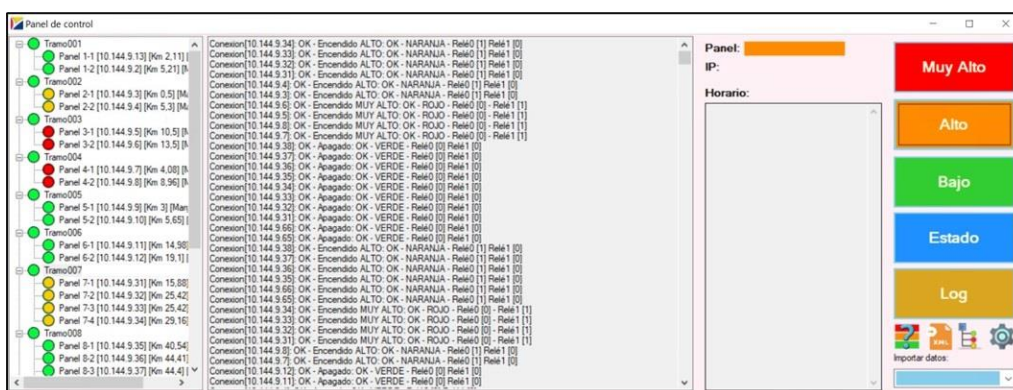 Panel de control
Tramo001
Panel 1-1 [10.144.9.13] [Km 2,11] [
Panel 1-2 [10.144.9.2] [Km 5,21] [M
Tramo002
Panel 2-1 [10.144.9.3] [Km 0,5] [Ma
Panel 2-2 [10.144.9.4] [Km 5,3] [Ma
Tramo003
Panel 3-1 [10.144.9.5] [Km 10,5] [M
Panel 3-2 [10.144.9.6] [Km 13,5] [M
Tramo004
Panel 4-1 [10.144.9.7] [Km 4,08] [M
Panel 4-2 [10.144.9.8] [Km 8,96] [M
Tramo005
Panel 5-1 [10.144.9.9] [Km 3] [Marg
Panel 5-2 [10.144.9.10] [Km 5,65] [
Tramo006
Panel 6-1 [10.144.9.11] [Km 14,98]
Panel 6-2 [10.144.9.12] [Km 19,1] [
Tramo007
Panel 7-1 [10.144.9.31] [Km 15,88]
Panel 7-2 [10.144.9.32] [Km 25,42]
Panel 7-3 [10.144.9.33] [Km 25,42]
Panel 7-4 [10.144.9.34] [Km 29,16]
Tramo008
Panel 8-1 [10.144.9.35] [Km 40,54]
Panel 8-2 [10.144.9.36] [Km 44,41]
Panel 8-3 [10.144.9.37] [Km 44,4] [
Conexion[10.144.9.34]: OK - Encendido ALTO: OK - NARANJA - Relé0 [1] Relé1 [0]
Conexion[10.144.9.33]: OK - Encendido ALTO: OK - NARANJA - Relé0 [1] Relé1 [0]
Conexion[10.144.9.32]: OK - Encendido ALTO: OK - NARANJA - Relé0 [1] Relé1 [0]
Conexion[10.144.9.31]: OK - Encendido ALTO: OK - NARANJA - Relé0 [1] Relé1 [0]
Conexion[10.144.9.4]: OK - Encendido ALTO: OK - NARANJA - Relé0 [1] Relé1 [0]
Conexion[10.144.9.3]: OK - Encendido ALTO: OK - NARANJA - Relé0 [1] Relé1 [0]
Conexion[10.144.9.6]: OK - Encendido MUY ALTO: OK - ROJO - Relé0 [0] - Relé1 [1]
Conexion[10.144.9.5]: OK - Encendido MUY ALTO: OK - ROJO - Relé0 [0] - Relé1 [1]
Conexion[10.144.9.8]: OK - Encendido MUY ALTO: OK - ROJO - Relé0 [0] - Relé1 [1]
Conexion[10.144.9.7]: OK - Encendido MUY ALTO: OK - ROJO - Relé0 [0] - Relé1 [1]
Conexion[10.144.9.38]: OK - Apagado: OK - VERDE - Relé0 [0] Relé1 [0]
Conexion[10.144.9.37]: OK - Apagado: OK - VERDE - Relé0 [0] Relé1 [0]
Conexion[10.144.9.36]: OK - Apagado: OK - VERDE - Relé0 [0] Relé1 [0]
Conexion[10.144.9.35]: OK - Apagado: OK - VERDE - Relé0 [0] Relé1 [0]
Conexion[10.144.9.34]: OK - Apagado: OK - VERDE - Relé0 [0] Relé1 [0]
Conexion[10.144.9.33]: OK - Apagado: OK - VERDE - Relé0 [0] Relé1 [0]
Conexion[10.144.9.32]: OK - Apagado: OK - VERDE - Relé0 [0] Relé1 [0]
Conexion[10.144.9.31]: OK - Apagado: OK - VERDE - Relé0 [0] Relé1 [0]
Conexion[10.144.9.66]: OK - Apagado: OK - VERDE - Relé0 [0] Relé1 [0]
Conexion[10.144.9.65]: OK - Apagado: OK - VERDE - Relé0 [0] Relé1 [0]
Conexion[10.144.9.38]: OK - Encendido ALTO: OK - NARANJA - Relé0 [1] Relé1 [0]
Conexion[10.144.9.37]: OK - Encendido ALTO: OK - NARANJA - Relé0 [1] Relé1 [0]
Conexion[10.144.9.36]: OK - Encendido ALTO: OK - NARANJA - Relé0 [1] Relé1 [0]
Conexion[10.144.9.35]: OK - Encendido ALTO: OK - NARANJA - Relé0 [1] Relé1 [0]
Conexion[10.144.9.66]: OK - Encendido ALTO: OK - NARANJA - Relé0 [1] Relé1 [0]
Conexion[10.144.9.65]: OK - Encendido ALTO: OK - NARANJA - Relé0 [1] Relé1 [0]
Conexion[10.144.9.34]: OK - Encendido MUY ALTO: OK - ROJO - Relé0 [0] - Relé1 [1]
Conexion[10.144.9.33]: OK - Encendido MUY ALTO: OK - ROJO - Relé0 [0] - Relé1 [1]
Conexion[10.144.9.32]: OK - Encendido MUY ALTO: OK - ROJO - Relé0 [0] - Relé1 [1]
Conexion[10.144.9.31]: OK - Encendido MUY ALTO: OK - ROJO - Relé0 [0] - Relé1 [1]
Conexion[10.144.9.8]: OK - Encendido ALTO: OK - NARANJA - Relé0 [1] Relé1 [0]
Conexion[10.144.9.7]: OK - Encendido ALTO: OK - NARANJA - Relé0 [1] Relé1 [0]
Conexion[10.144.9.12]: OK - Apagado: OK - VERDE - Relé0 [0] Relé1 [0]
Conexion[10.144.9.11]: OK - Apagado: OK - VERDE - Relé0 [0] Relé1 [0]
Panel:
IP:
Horario:
Muy Alto
Alto
Bajo
Estado
Log
XML
Importar datos: